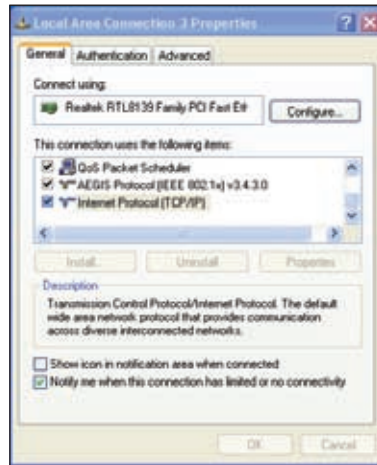 Local Area Connection 3 Properties
General Authentication Advanced
Connect using:
Realtek RTL8139 Family PCI Fast Eth
Configure...
This connection uses the following items:
QoS Packet Scheduler
AEGIS Protocol (IEEE 802.1x) v3.4.3.0
Internet Protocol (TCP/IP)
Install...
Uninstall
Properties
Description
Transmission Control Protocol/Internet Protocol. The default
wide area network protocol that provides communication
across diverse interconnected networks.
Show icon in notification area when connected
Notify me when this connection has limited or no connectivity
OK
Cancel